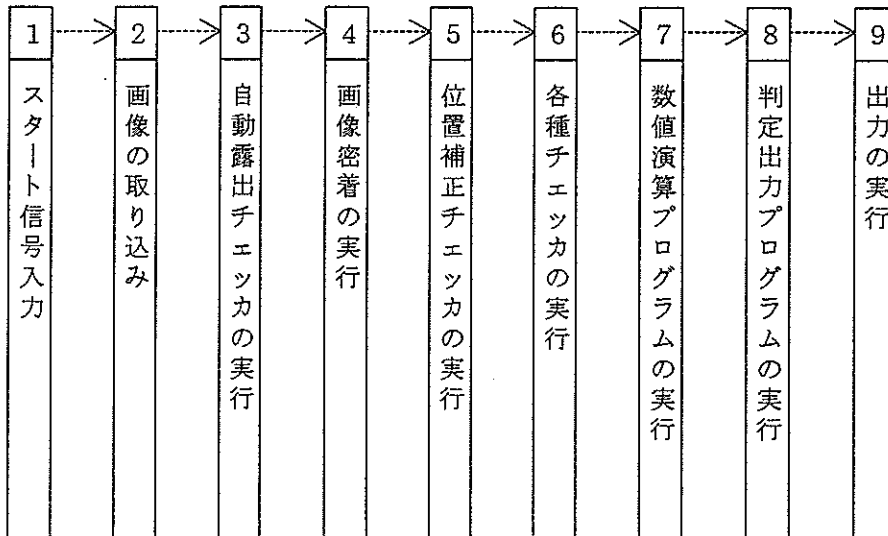 1
スタート信号入力
2
画像の取り込み
3
自動露出チェッカの実行
4
画像密着の実行
5
位置補正チェッカの実行
6
各種チェッカの実行
7
数値演算プログラムの実行
8
判定出力プログラムの実行
9
出力の実行